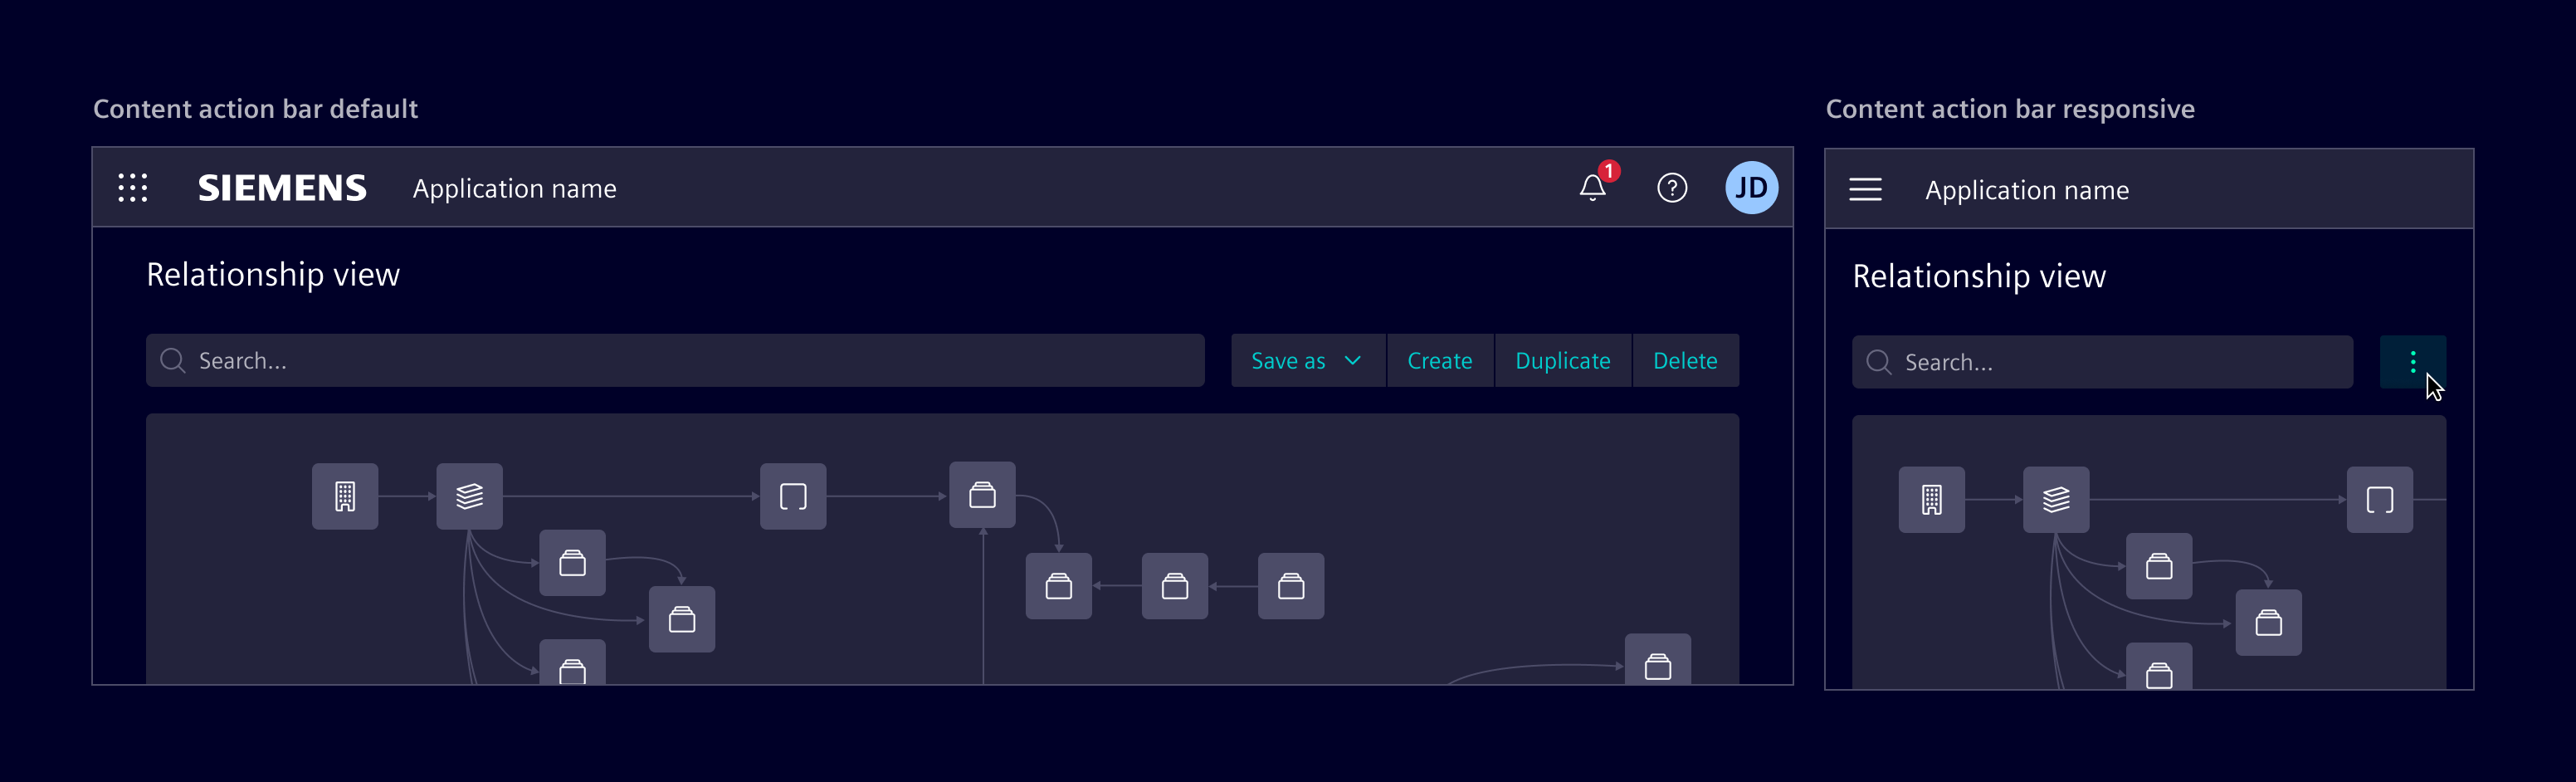 Content action bar default
SIEMENS Application name 1 JD
Relationship view
Search... Save as Create Duplicate Delete
Content action bar responsive
Application name
Relationship view
Search...